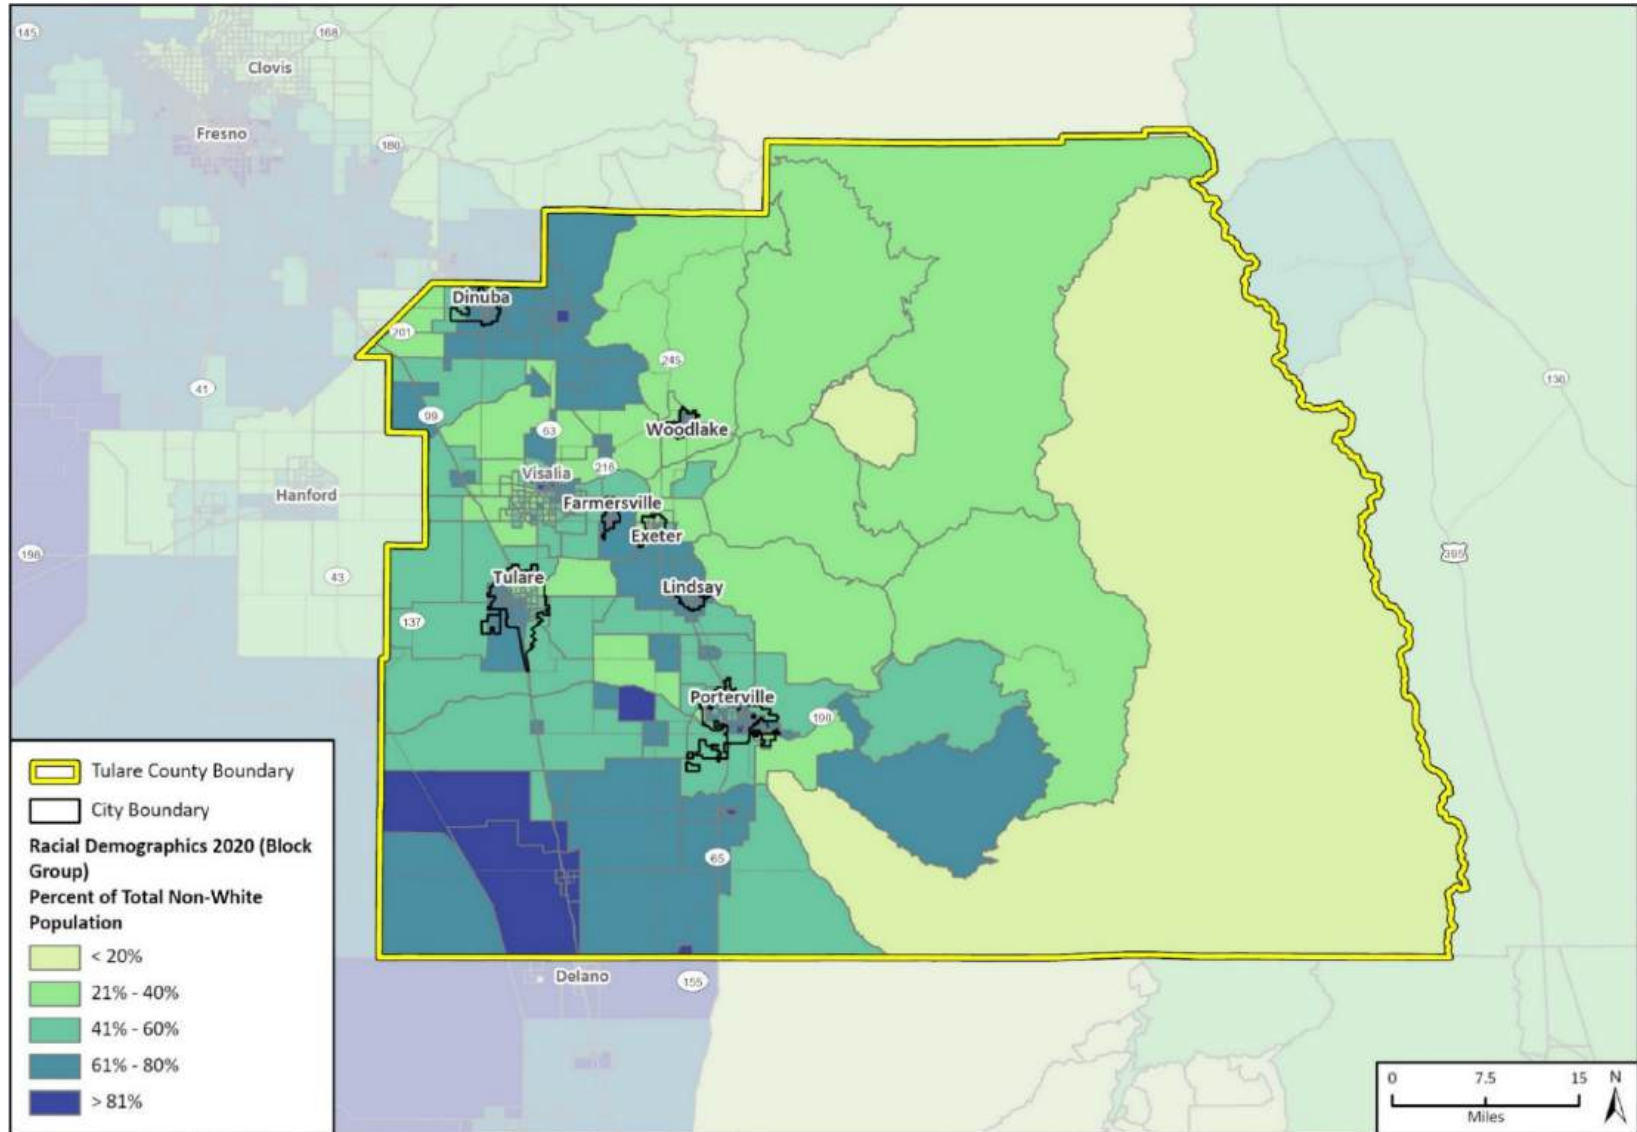 145
168
Clovis
Fresno
180
Dinuba
201
245
41
136
99
Woodlake
63
Visalia
216
Hanford
Farmersville
Exeter
198
395
43
Tulare
Lindsay
137
Porterville
190
65
Delano
155
Tulare County Boundary
City Boundary
Racial Demographics 2020 (Block
Group)
Percent of Total Non-White
Population
< 20%
21% - 40%
41% - 60%
61% - 80%
> 81%
0 7.5 15
Miles
N